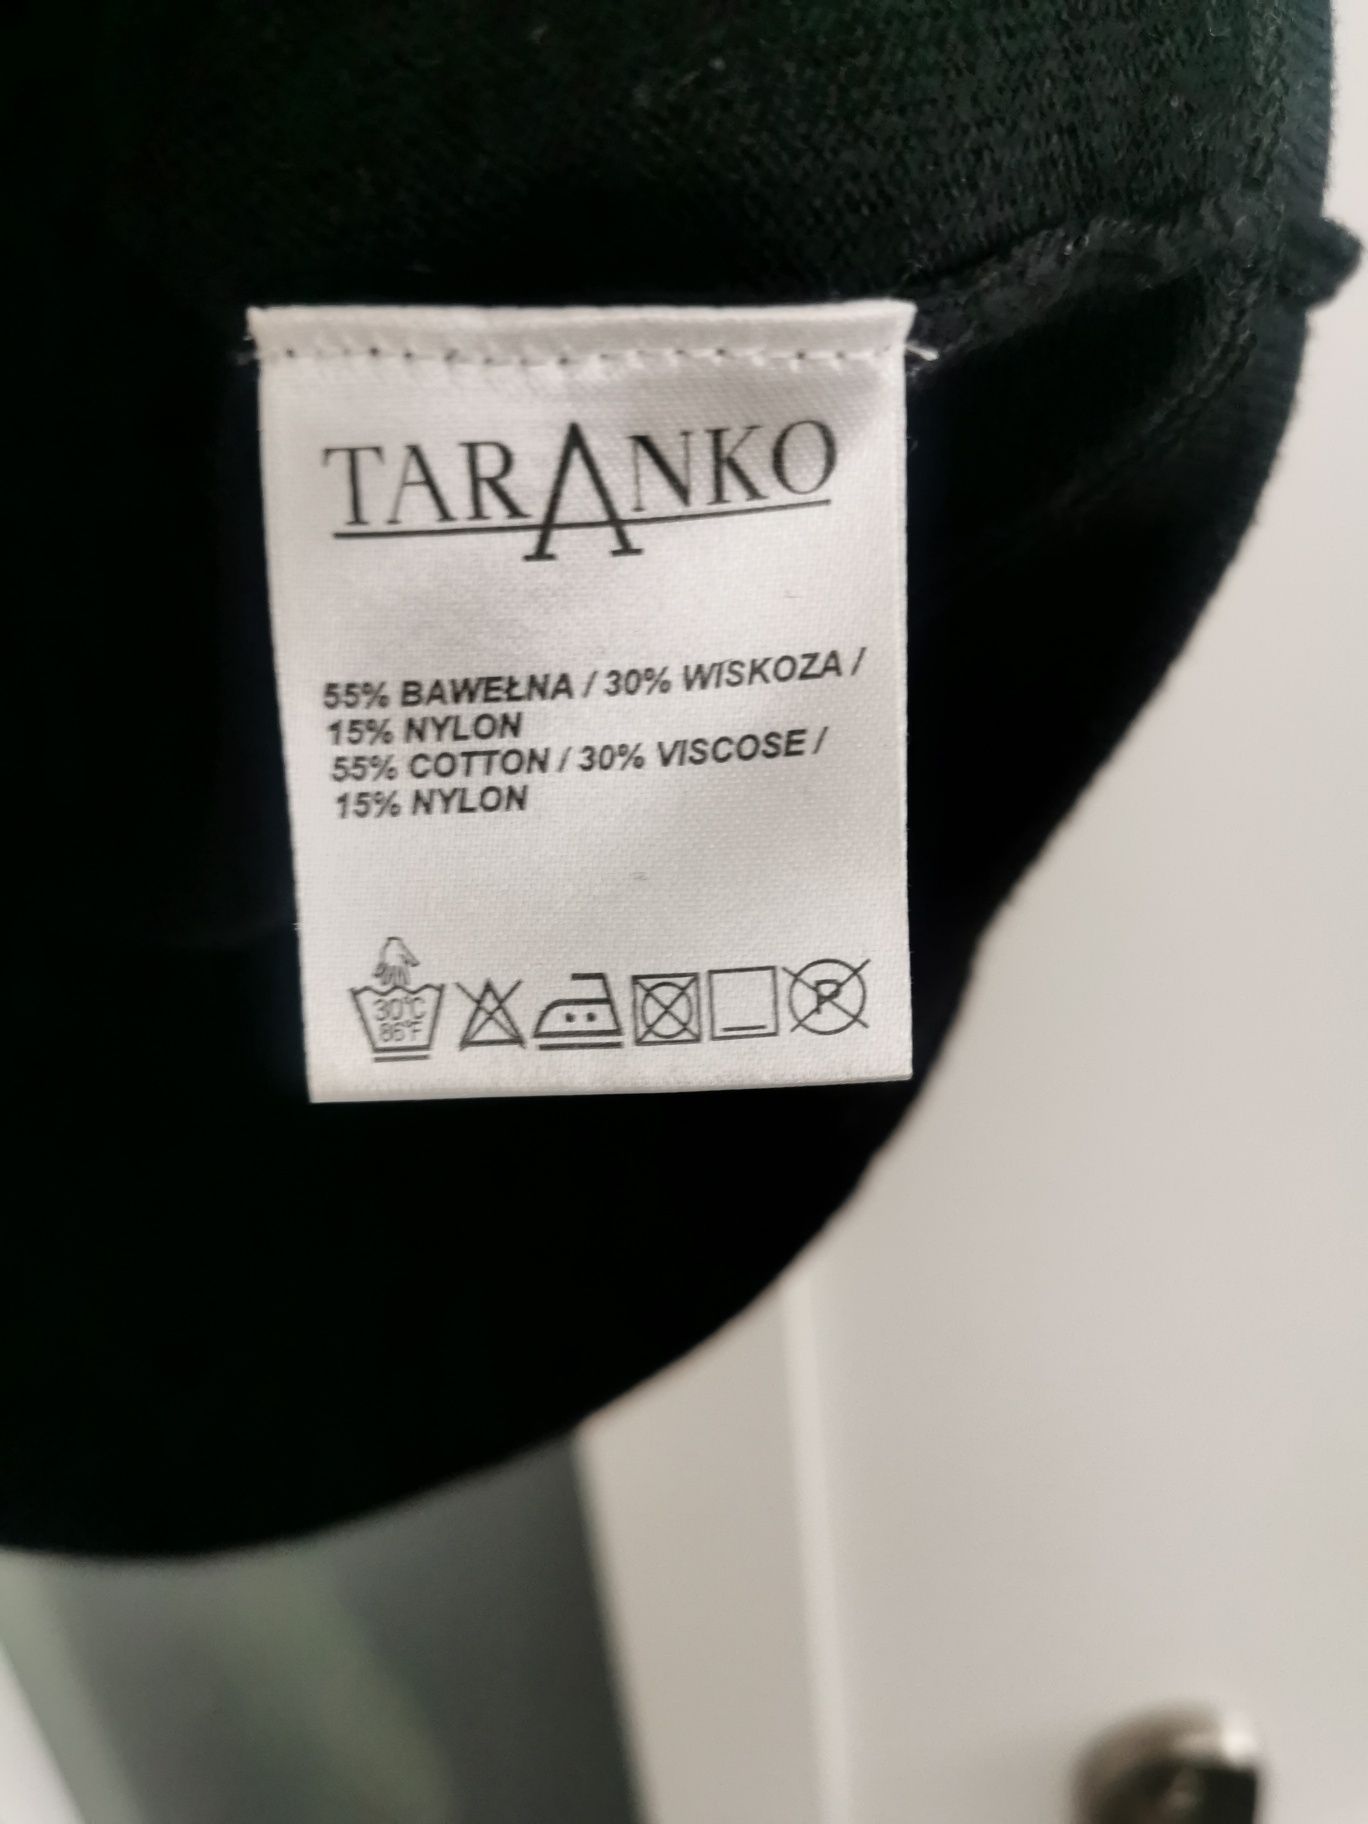 TARANKO
55% BAWEŁNA / 30% WISKOZA /
15% NYLON
55% COTTON / 30% VISCOSE /
15% NYLON
30°C
86°F
P